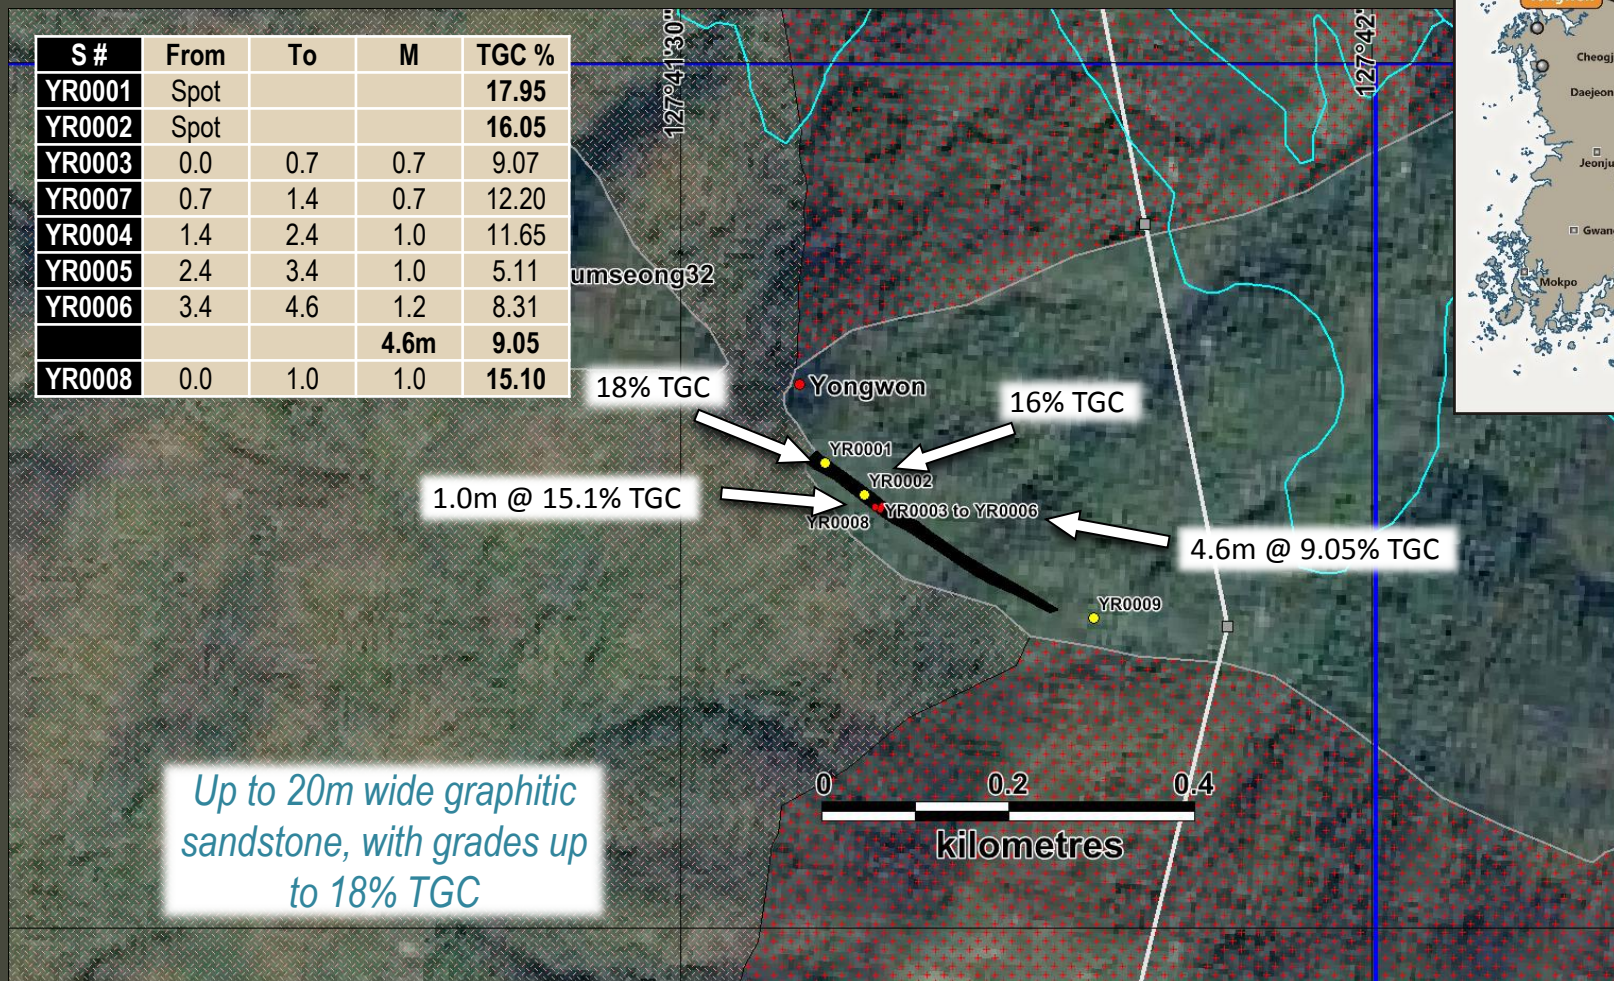 S # From To M TGC %
YR0001 Spot 17.95
YR0002 Spot 16.05
YR0003 0.0 0.7 0.7 9.07
YR0007 0.7 1.4 0.7 12.20
YR0004 1.4 2.4 1.0 11.65
YR0005 2.4 3.4 1.0 5.11
YR0006 3.4 4.6 1.2 8.31
4.6m 9.05
YR0008 0.0 1.0 1.0 15.10
127°41'30"
127°42'
umseong32
Yongwon
18% TGC
16% TGC
YR0001
YR0002
1.0m @ 15.1% TGC
YR0003 to YR0006
YR0008
4.6m @ 9.05% TGC
YR0009
0 0.2 0.4
kilometres
Up to 20m wide graphitic
sandstone, with grades up
to 18% TGC
Yongwon
Cheogj
Daejeon
Jeonju
Gwan
Mokpo